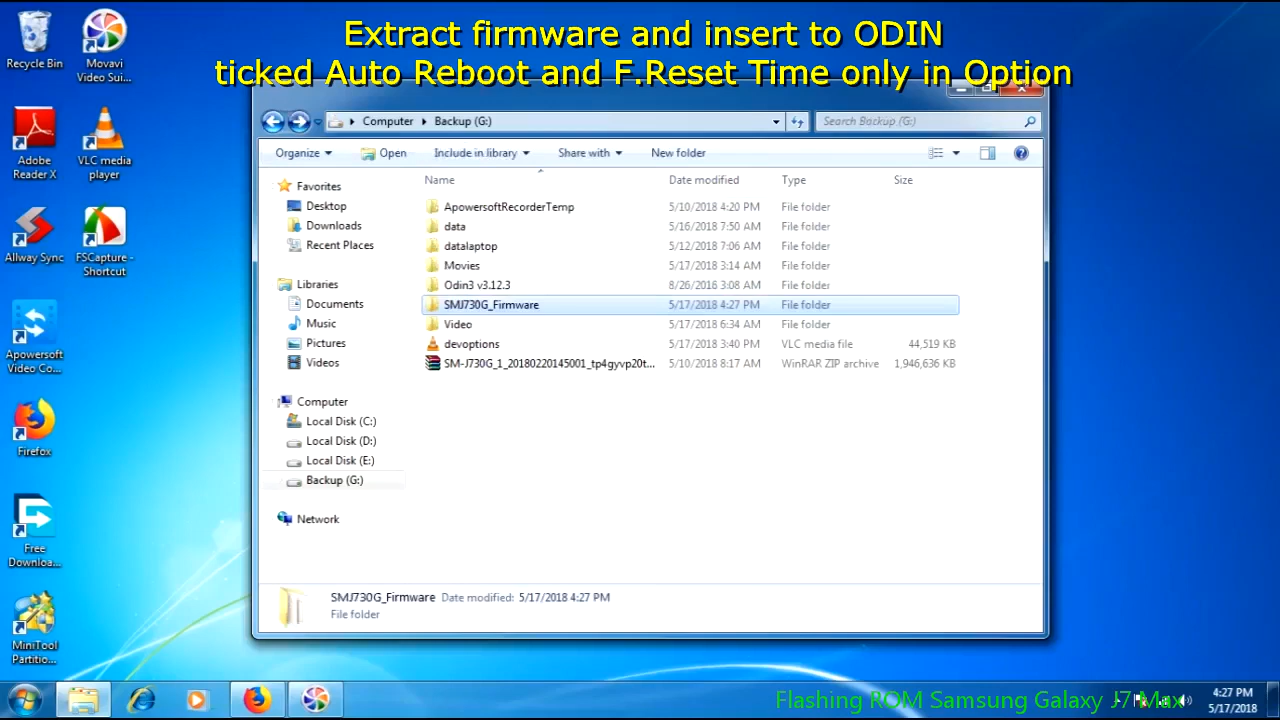 Extract firmware and insert to ODIN
ticked Auto Reboot and F.Reset Time only in Option
Recycle Bin
Movavi
Video Sui...
Adobe
Reader X
VLC media
player
Allway Sync
FSCapture -
Shortcut
Apowersoft
Video Co...
Firefox
Free
Downloa...
MiniTool
Partitio...
Computer
Backup (G:)
Search Backup (G:)
Organize
Open
Include in library
Share with
New folder
Favorites
Desktop
Downloads
Recent Places
Libraries
Documents
Music
Pictures
Videos
Computer
Local Disk (C:)
Local Disk (D:)
Local Disk (E:)
Backup (G:)
Network
Name Date modified Type Size
ApowersoftRecorderTemp 5/10/2018 4:20 PM File folder
data 5/16/2018 7:50 AM File folder
datalaptop 5/12/2018 7:06 AM File folder
Movies 5/17/2018 3:14 AM File folder
Odin3 v3.12.3 8/26/2016 3:08 AM File folder
SMJ730G_Firmware 5/17/2018 4:27 PM File folder
Video 5/17/2018 6:34 AM File folder
devoptions 5/17/2018 3:40 PM VLC media file 44,519 KB
SM-J730G_1_20180220145001_tp4gyvp20t... 5/10/2018 8:17 AM WinRAR ZIP archive 1,946,636 KB
SMJ730G_Firmware Date modified: 5/17/2018 4:27 PM
File folder
Flashing ROM Samsung Galaxy J7 Max
4:27 PM
5/17/2018